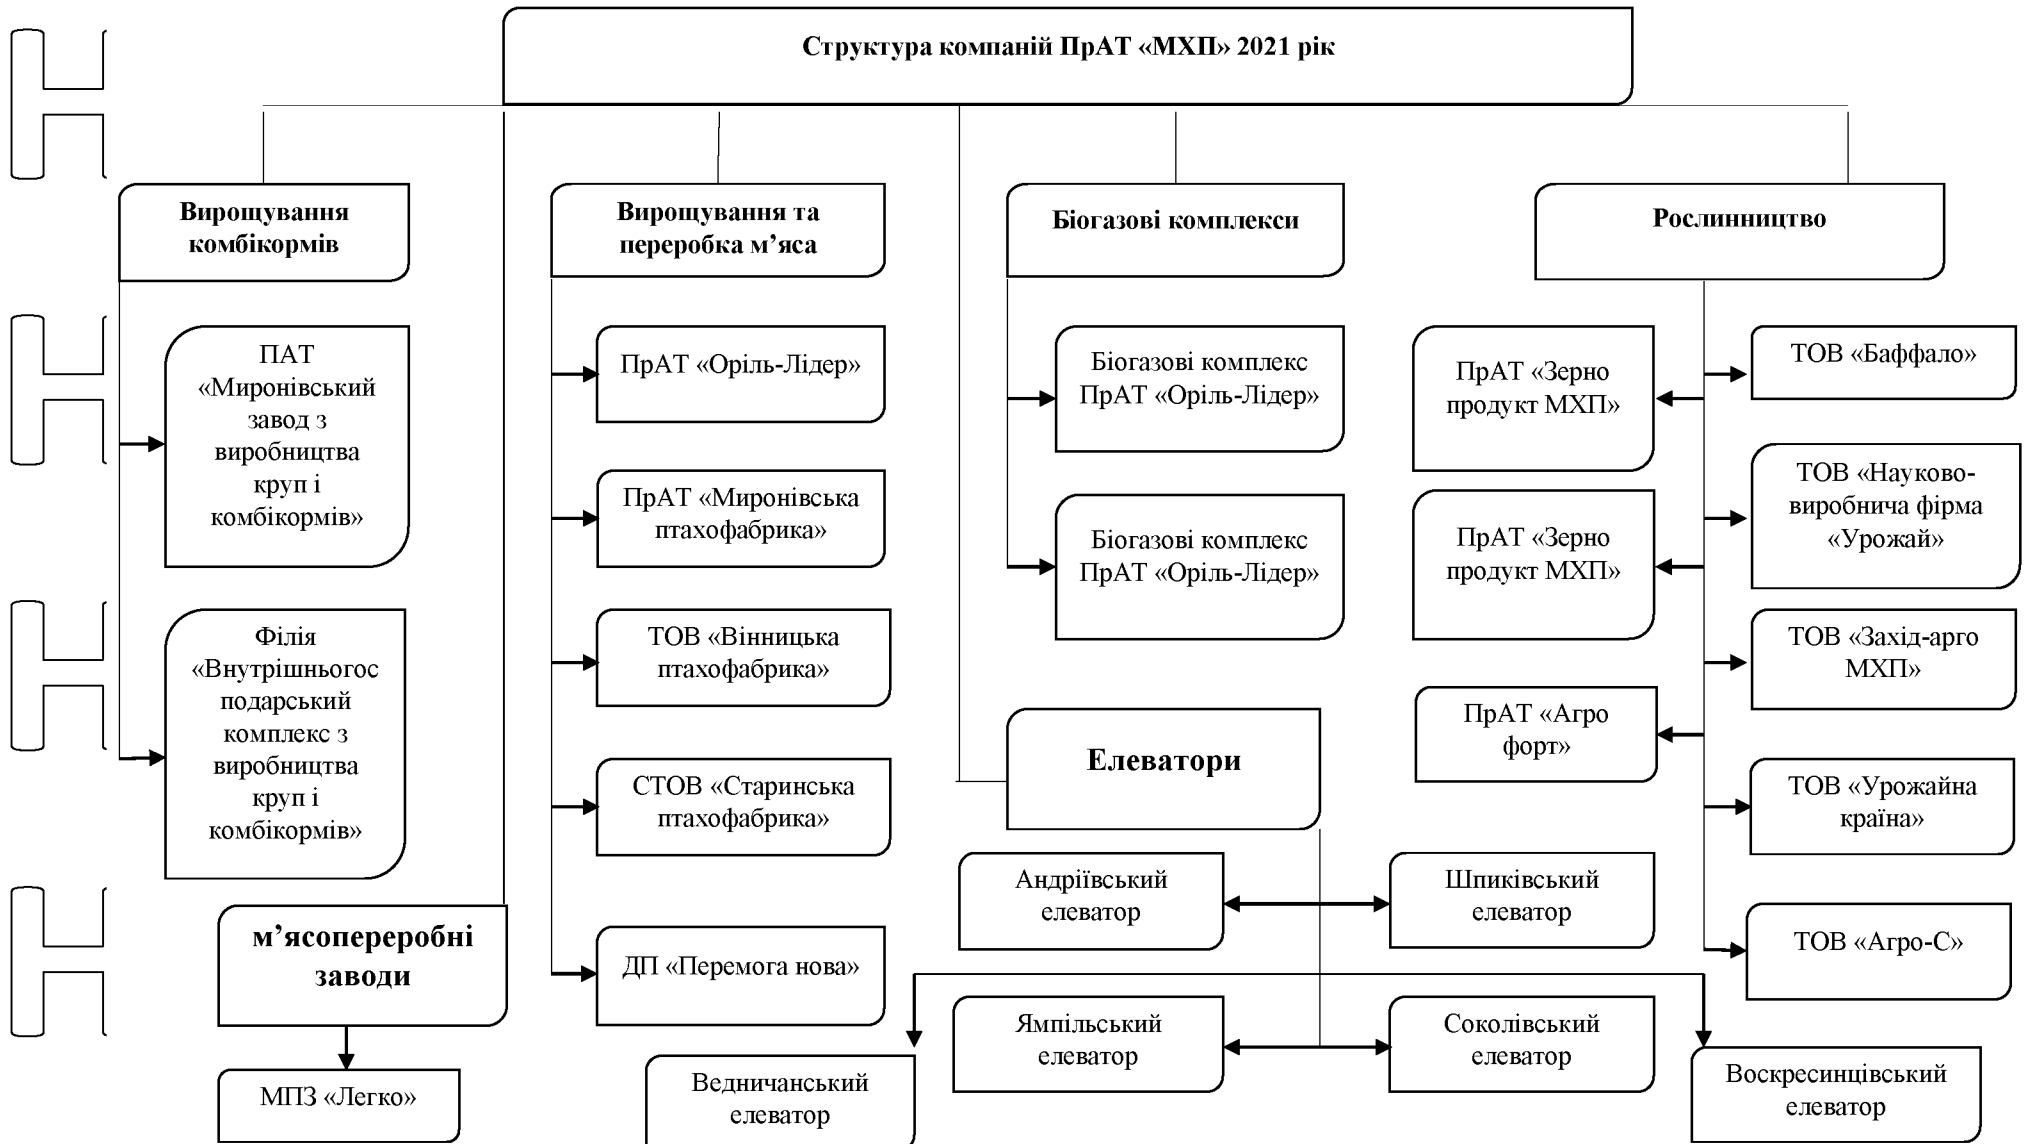 Структура компаній ПрАТ «МХП» 2021 рік
Вирощування
комбікормів
ПАТ
«Миронівський
завод з
виробництва
круп і
комбікормів»
Філія
«Внутрішньогос
подарський
комплекс з
виробництва
круп і
комбікормів»
м’ясопереробні
заводи
МПЗ «Легко»
Вирощування та
переробка м’яса
ПрАТ «Оріль-Лідер»
ПрАТ «Миронівська
птахофабрика»
ТОВ «Вінницька
птахофабрика»
СТОВ «Старинська
птахофабрика»
ДП «Перемога нова»
Біогазові комплекси
Біогазові комплекс
ПрАТ «Оріль-Лідер»
Біогазові комплекс
ПрАТ «Оріль-Лідер»
Елеватори
Андріївський
елеватор
Шпиківський
елеватор
Ямпільський
елеватор
Соколівський
елеватор
Ведничанський
елеватор
Воскресинцівський
елеватор
Рослинництво
ПрАТ «Зерно
продукт МХП»
ПрАТ «Зерно
продукт МХП»
ПрАТ «Агро
форт»
ТОВ «Баффало»
ТОВ «Науково-
виробнича фірма
«Урожай»
ТОВ «Захід-арго
МХП»
ТОВ «Урожайна
країна»
ТОВ «Агро-С»